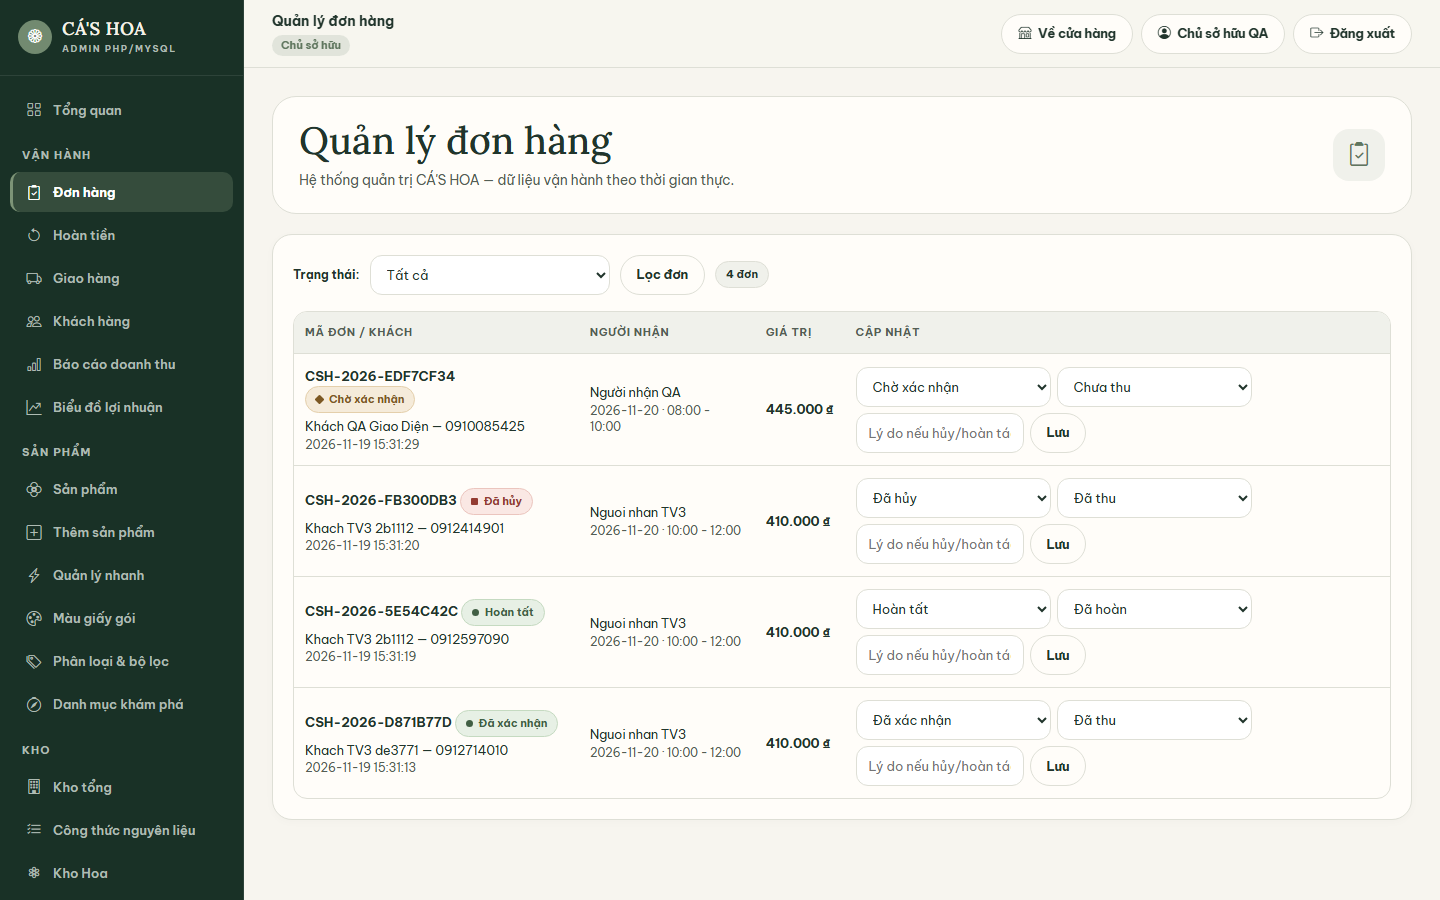 CÁ'S HOA
ADMIN PHP/MYSQL
Tổng quan
VẬN HÀNH
Đơn hàng
Hoàn tiền
Giao hàng
Khách hàng
Báo cáo doanh thu
Biểu đồ lợi nhuận
SẢN PHẨM
Sản phẩm
Thêm sản phẩm
Quản lý nhanh
Màu giấy gói
Phân loại & bộ lọc
Danh mục khám phá
KHO
Kho tổng
Công thức nguyên liệu
Kho Hoa
Quản lý đơn hàng
Chủ sở hữu
Về cửa hàng
Chủ sở hữu QA
Đăng xuất
Quản lý đơn hàng
Hệ thống quản trị CÁ'S HOA — dữ liệu vận hành theo thời gian thực.
Trạng thái: Tất cả Lọc đơn 4 đơn
MÃ ĐƠN / KHÁCH NGƯỜI NHẬN GIÁ TRỊ CẬP NHẬT
CSH-2026-EDF7CF34
Chờ xác nhận
Khách QA Giao Diện — 0910085425
2026-11-19 15:31:29
Người nhận QA
2026-11-20 · 08:00 -
10:00
445.000 ₫
Chờ xác nhận Chưa thu
Lý do nếu hủy/hoàn tá Lưu
CSH-2026-FB300DB3 Đã hủy
Khach TV3 2b1112 — 0912414901
2026-11-19 15:31:20
Nguoi nhan TV3
2026-11-20 · 10:00 - 12:00
410.000 ₫
Đã hủy Đã thu
Lý do nếu hủy/hoàn tá Lưu
CSH-2026-5E54C42C Hoàn tất
Khach TV3 2b1112 — 0912597090
2026-11-19 15:31:19
Nguoi nhan TV3
2026-11-20 · 10:00 - 12:00
410.000 ₫
Hoàn tất Đã hoàn
Lý do nếu hủy/hoàn tá Lưu
CSH-2026-D871B77D Đã xác nhận
Khach TV3 de3771 — 0912714010
2026-11-19 15:31:13
Nguoi nhan TV3
2026-11-20 · 10:00 - 12:00
410.000 ₫
Đã xác nhận Đã thu
Lý do nếu hủy/hoàn tá Lưu